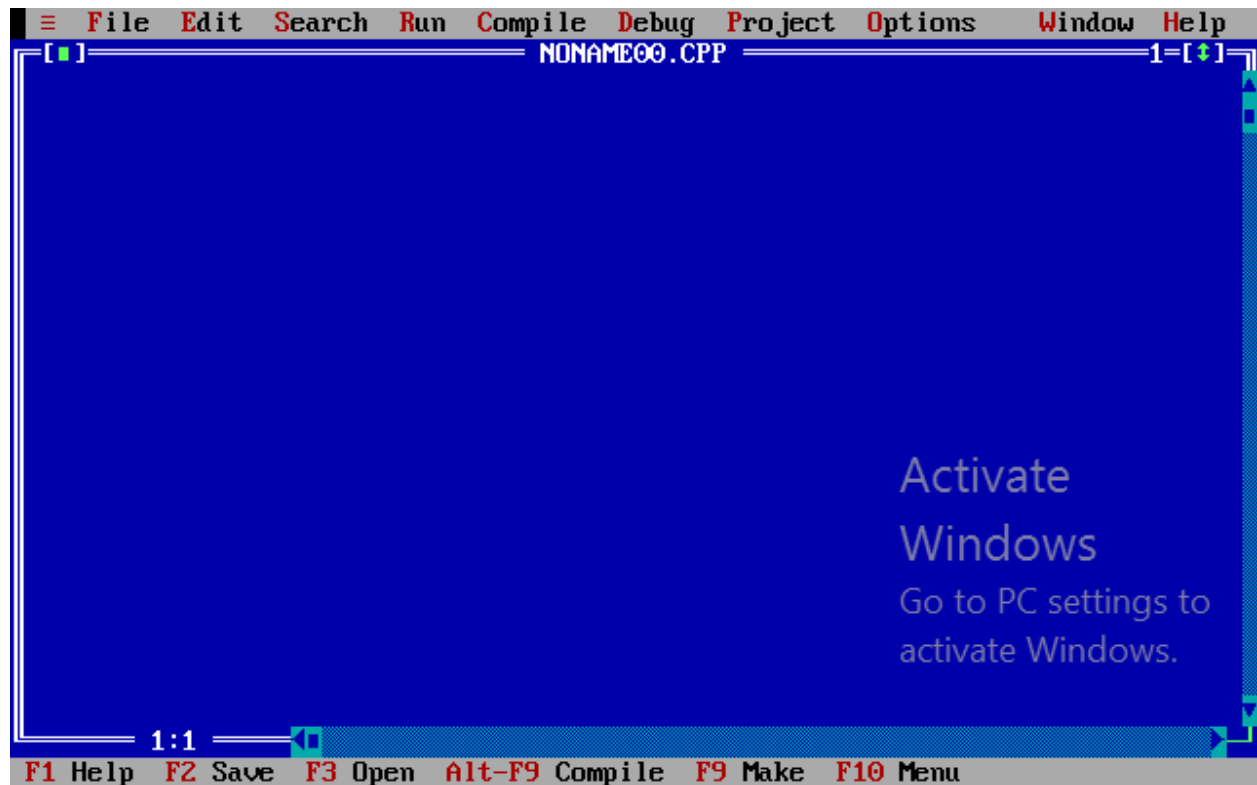 ≡ File Edit Search Run Compile Debug Project Options Window Help
[■] NONAME00.CPP 1=[↕]
Activate
Windows
Go to PC settings to
activate Windows.
1:1
F1 Help F2 Save F3 Open Alt-F9 Compile F9 Make F10 Menu